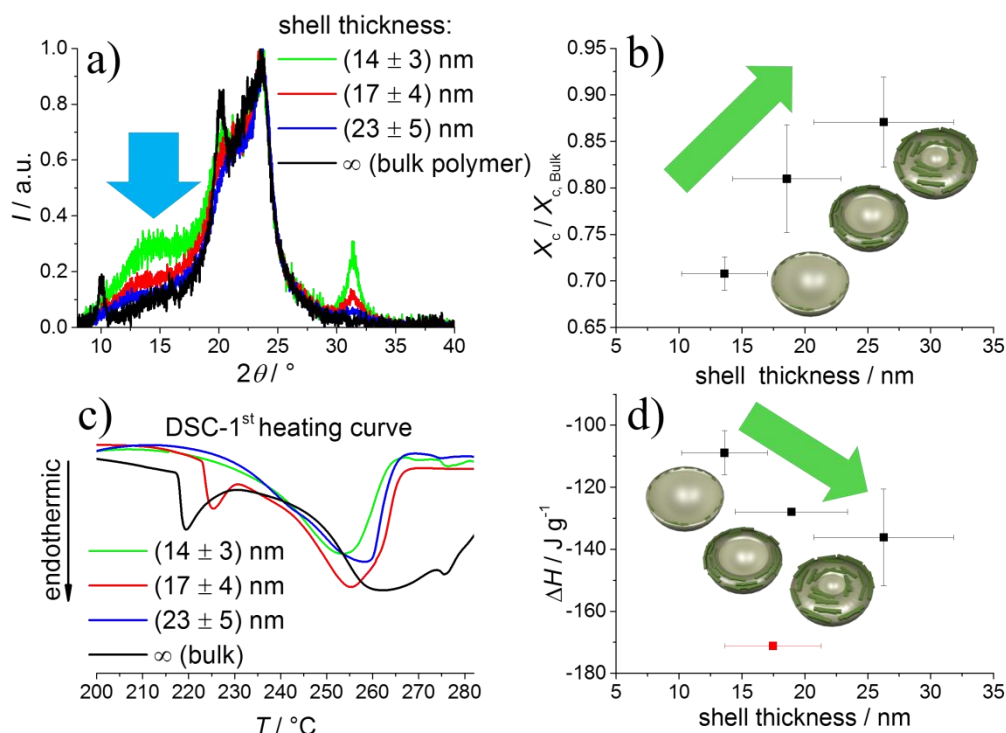 a)
shell thickness:
(14 ± 3) nm
(17 ± 4) nm
(23 ± 5) nm
∞ (bulk polymer)
I / a.u.
1.0
0.8
0.6
0.4
0.2
0.0
10 15 20 25 30 35 40
2θ / °
b)
X_c / X_c, Bulk
0.95
0.90
0.85
0.80
0.75
0.70
0.65
5 10 15 20 25 30 35
shell thickness / nm
c)
DSC-1st heating curve
endothermic
(14 ± 3) nm
(17 ± 4) nm
(23 ± 5) nm
∞ (bulk)
200 210 220 230 240 250 260 270 280
T / °C
d)
ΔH / J g⁻¹
-100
-120
-140
-160
-180
5 10 15 20 25 30 35
shell thickness / nm